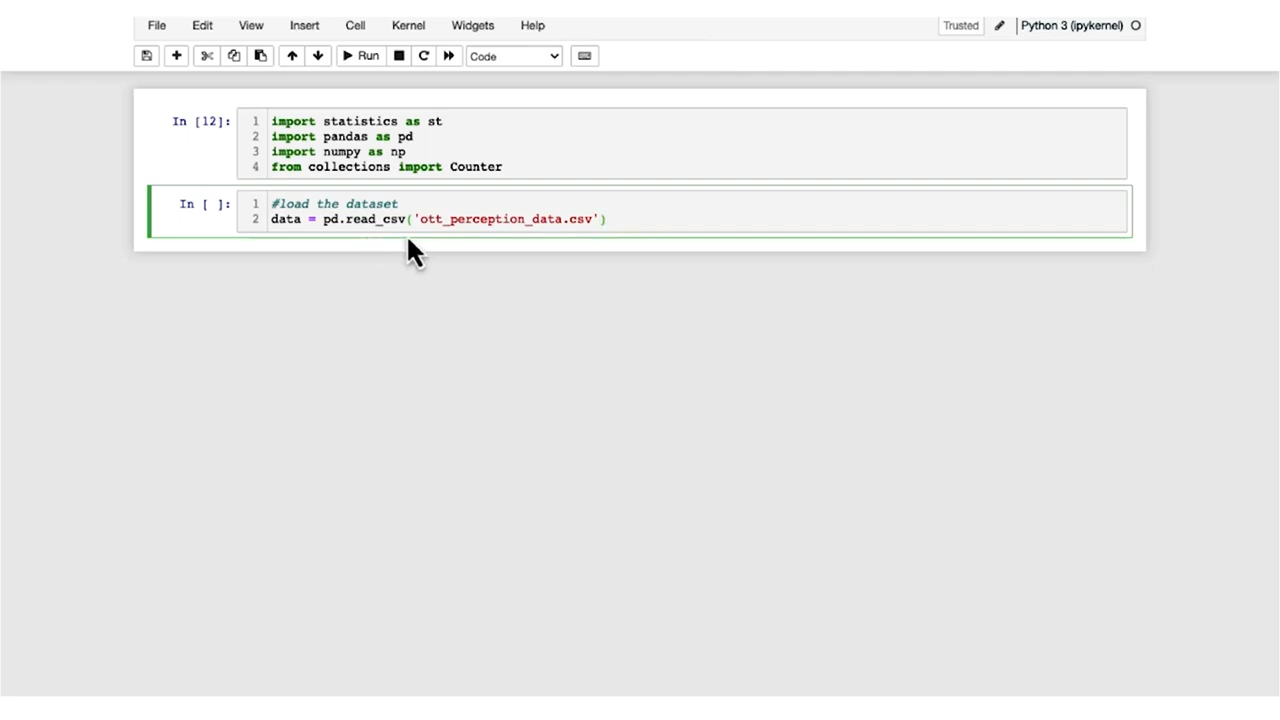 File Edit View Insert Cell Kernel Widgets Help Trusted Python 3 (ipykernel)
Run Code
In [12]:
1 import statistics as st
2 import pandas as pd
3 import numpy as np
4 from collections import Counter
In [ ]:
1 #load the dataset
2 data = pd.read_csv('ott_perception_data.csv')